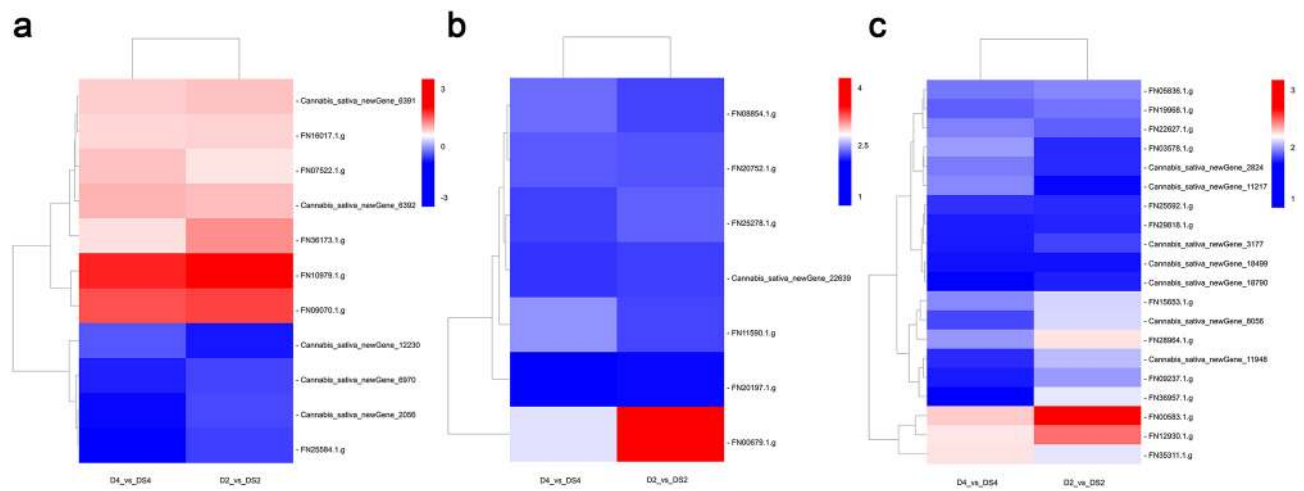 a
3
0
-3
- Cannabis_sativa_newGene_6391
- FN16017.1.g
- FN07522.1.g
- Cannabis_sativa_newGene_6392
- FN36173.1.g
- FN10979.1.g
- FN09070.1.g
- Cannabis_sativa_newGene_12230
- Cannabis_sativa_newGene_6970
- Cannabis_sativa_newGene_2056
- FN25584.1.g
D4_vs_DS4 D2_vs_DS2
b
4
2.5
1
- FN08854.1.g
- FN20752.1.g
- FN25278.1.g
- Cannabis_sativa_newGene_22639
- FN11590.1.g
- FN20197.1.g
- FN00679.1.g
D4_vs_DS4 D2_vs_DS2
c
3
2
1
- FN05636.1.g
- FN19968.1.g
- FN22627.1.g
- FN03578.1.g
- Cannabis_sativa_newGene_2824
- Cannabis_sativa_newGene_11217
- FN25592.1.g
- FN29818.1.g
- Cannabis_sativa_newGene_3177
- Cannabis_sativa_newGene_18499
- Cannabis_sativa_newGene_18790
- FN15653.1.g
- Cannabis_sativa_newGene_8056
- FN28964.1.g
- Cannabis_sativa_newGene_11948
- FN09237.1.g
- FN36957.1.g
- FN00583.1.g
- FN12930.1.g
- FN35311.1.g
D4_vs_DS4 D2_vs_DS2